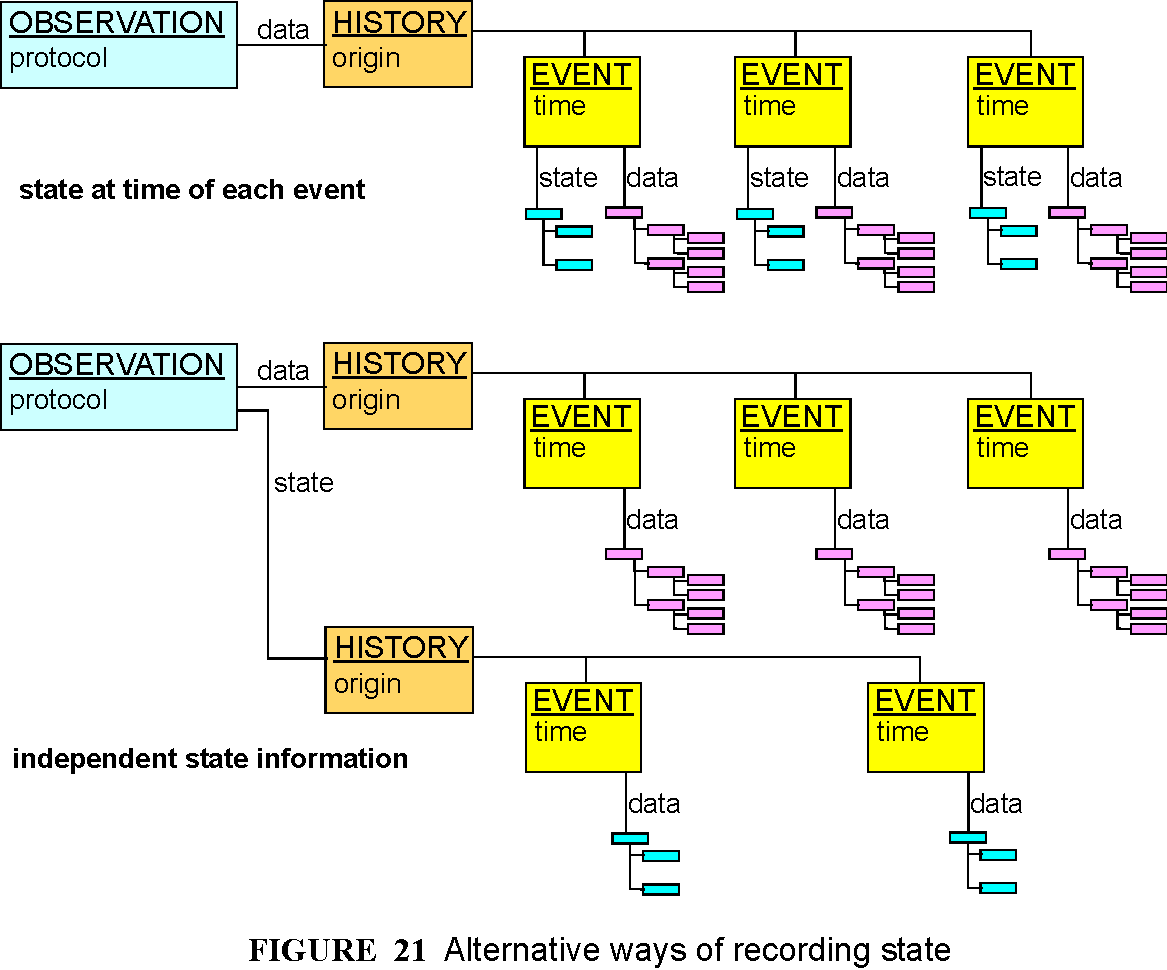 OBSERVATION
protocol
data
HISTORY
origin
EVENT
time
EVENT
time
EVENT
time
state
data
state
data
state
data
state at time of each event
OBSERVATION
protocol
data
HISTORY
origin
EVENT
time
EVENT
time
EVENT
time
state
data
data
data
HISTORY
origin
EVENT
time
EVENT
time
independent state information
data
data
FIGURE 21 Alternative ways of recording state